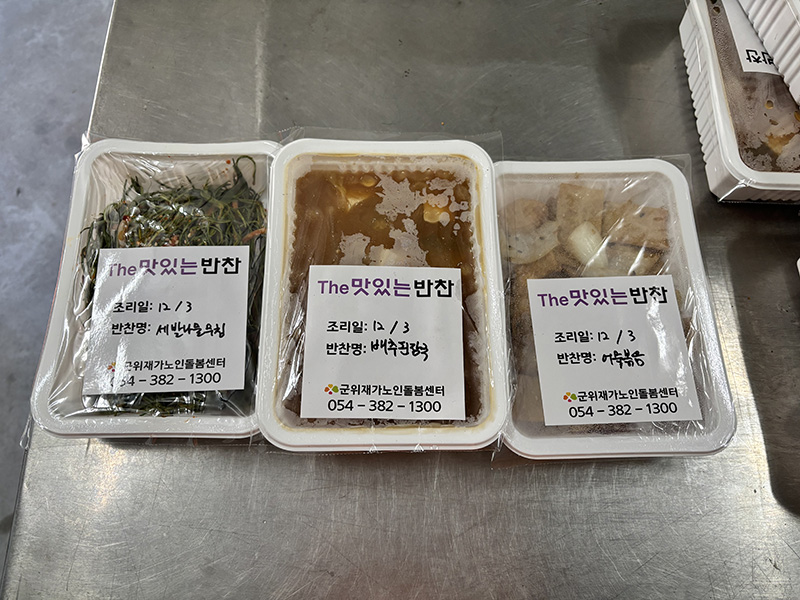 The맛있는반찬
조리일: 12 / 3
반찬명: 세발나물무침
군위재가노인돌봄센터
054 – 382 – 1300
The맛있는반찬
조리일: 12 / 3
반찬명: 배추된장국
군위재가노인돌봄센터
054 – 382 – 1300
The맛있는반찬
조리일: 12 / 3
반찬명: 어묵볶음
군위재가노인돌봄센터
054 – 382 – 1300
반찬